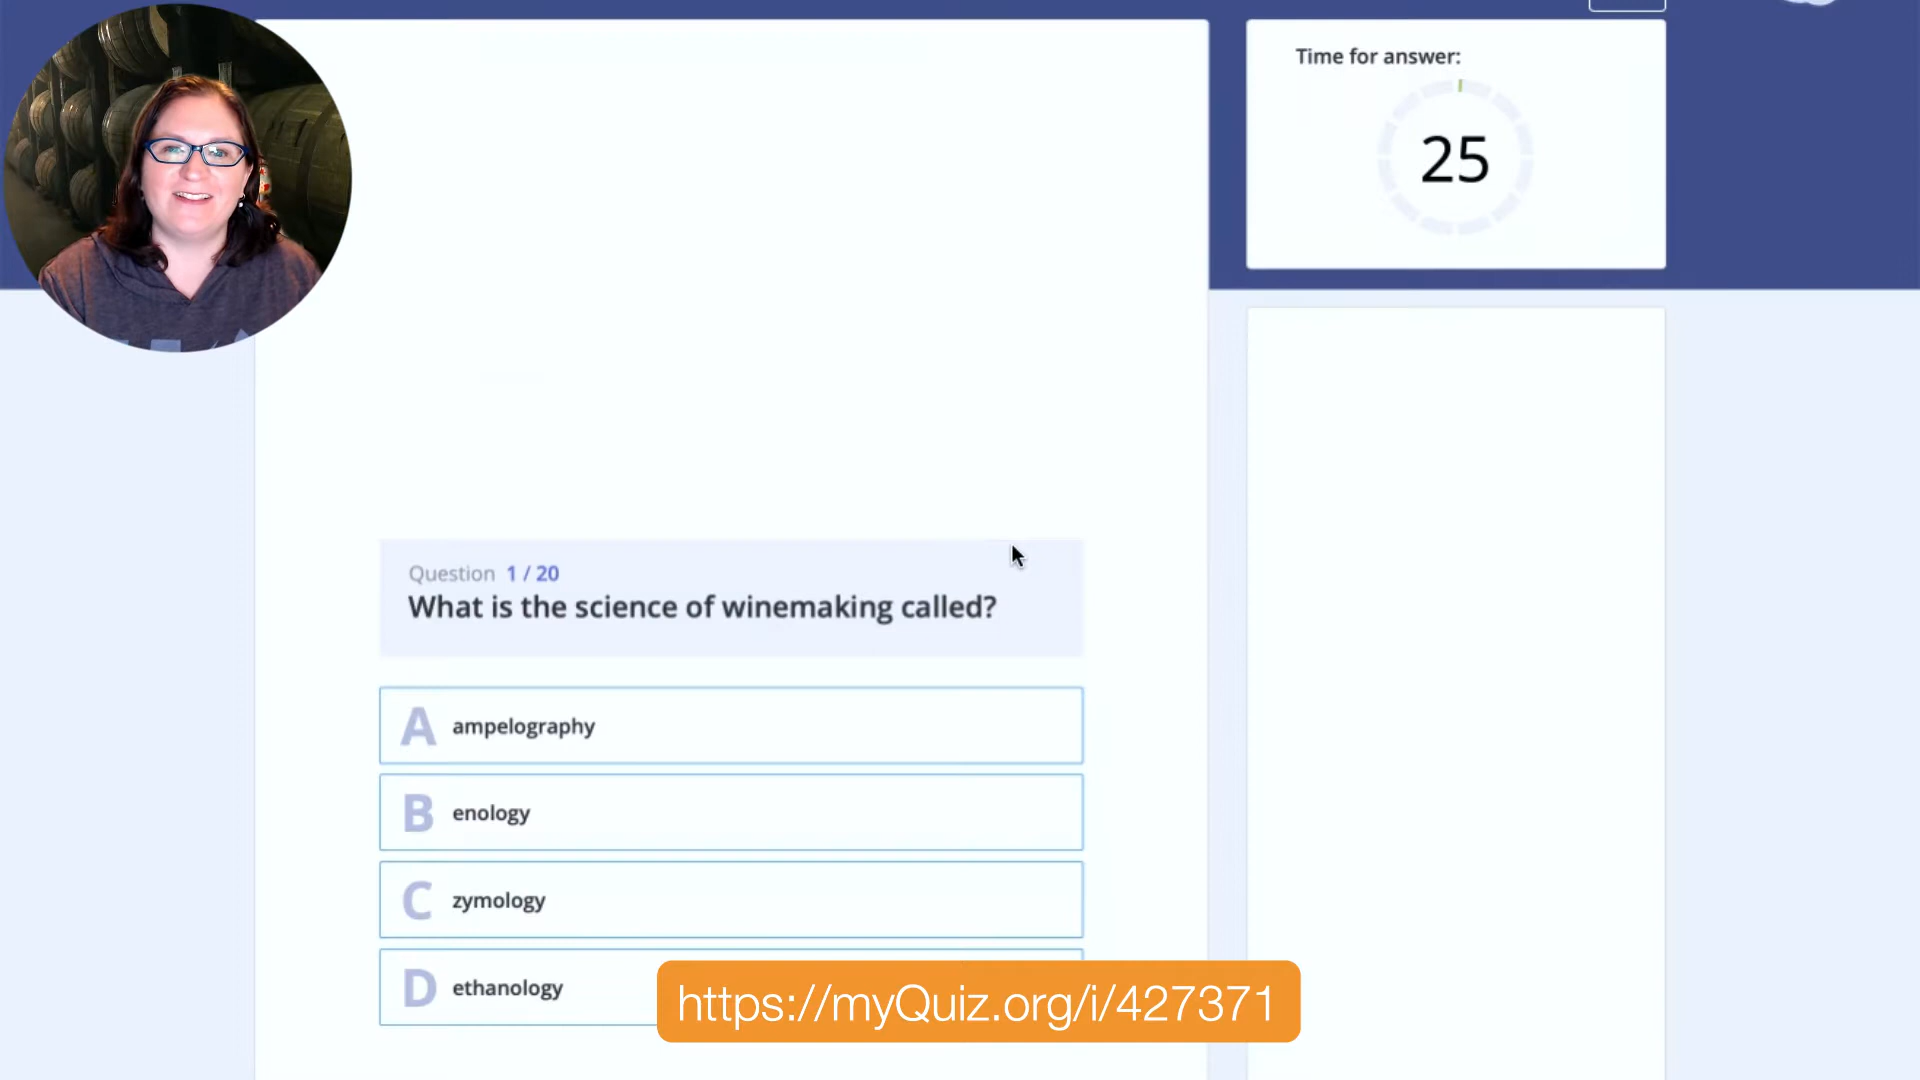 Time for answer:
25
Question 1 / 20
What is the science of winemaking called?
A ampelography
B enology
C zymology
D ethanology
https://myQuiz.org/i/427371